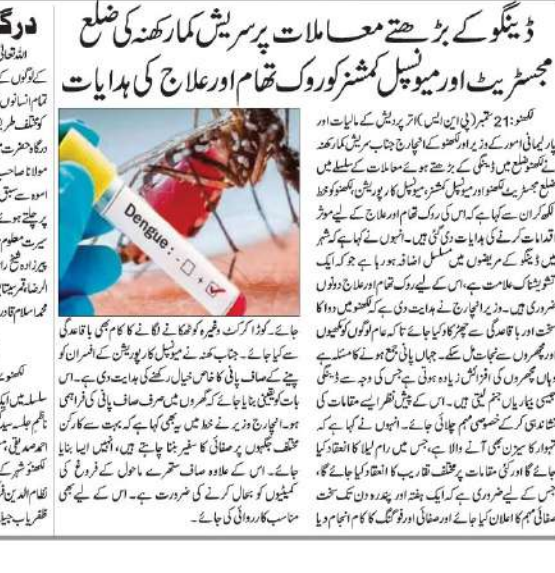 ڈینگو کے بڑھتے معاملات پر سریش کمار کھنہ کی ضلع
مجسٹریٹ اور میونسپل کمشنر کو روک تھام اور علاج کی ہدایات
لکھنؤ:21 ستمبر (پی این ایس) اتر پردیش کے مالیات اور
پارلیمانی امور کے وزیر اور لکھنؤ کے انچارج جناب سریش کمار کھنہ
نے لکھنؤ ضلع میں ڈینگی کے بڑھتے ہوئے معاملات کے سلسلے میں
ضلع مجسٹریٹ لکھنؤ اور میونسپل کمشنر، میونسپل کارپوریشن، لکھنؤ کو خط
لکھ کر ان سے کہا ہے کہ اس کی روک تھام اور علاج کے لیے موثر
اقدامات کرنے کی ہدایات دی گئی ہیں۔ انہوں نے کہا ہے کہ شہر
میں ڈینگو کے مریضوں میں مسلسل اضافہ ہو رہا ہے جو کہ ایک
تشویشناک علامت ہے، اس کے لیے روک تھام اور علاج دونوں
ضروری ہیں۔ وزیر انچارج نے ہدایت دی ہے کہ لکھنؤ میں دوا کا
سخت اور باقاعدگی سے چھڑکاؤ کیا جائے تاکہ عام لوگوں کو مکھیوں
اور مچھروں سے نجات مل سکے۔ جہاں پانی جمع ہونے کا مسئلہ ہے
وہاں مچھروں کی افزائش زیادہ ہوتی ہے جس کی وجہ سے ڈینگی
جیسی بیماریاں جنم لیتی ہیں۔ اس کے پیش نظر ایسے مقامات کی
نشاندہی کر کے خصوصی مہم چلائی جائے۔ انہوں نے کہا ہے کہ
تہوار کا سیزن بھی آنے والا ہے، جس میں رام لیلا کا انعقاد کیا
جائے گا اور کئی مقامات پر مختلف تقاریب کا انعقاد کیا جائے گا،
جس کے لیے ضروری ہے کہ ایک ہفتہ اور پندرہ دن تک سخت
صفائی مہم کا اعلان کیا جائے اور صفائی اور فوگنگ کا کام انجام دیا
Dengue: - +
جائے۔ کوڑا کرکٹ وغیرہ کو ٹھکانے لگانے کا کام بھی باقاعدگی
سے کیا جائے۔ جناب کھنہ نے میونسپل کارپوریشن کے افسران کو
پینے کے صاف پانی کا خاص خیال رکھنے کی ہدایت دی ہے۔ اس
بات کو یقینی بنایا جائے کہ گھروں میں صرف صاف پانی کی فراہمی
ہو۔ انچارج وزیر نے خط میں یہ بھی کہا ہے کہ بہت سے کارکن
مختلف جگہوں پر صفائی کا سفیر بننا چاہتے ہیں، انہیں ایسا بنایا
جائے۔ اس کے علاوہ صاف ستھرے ماحول کے فروغ کی
کمیٹیوں کو بحال کرنے کی ضرورت ہے۔ اس کے لیے بھی
مناسب کارروائی کی جائے۔